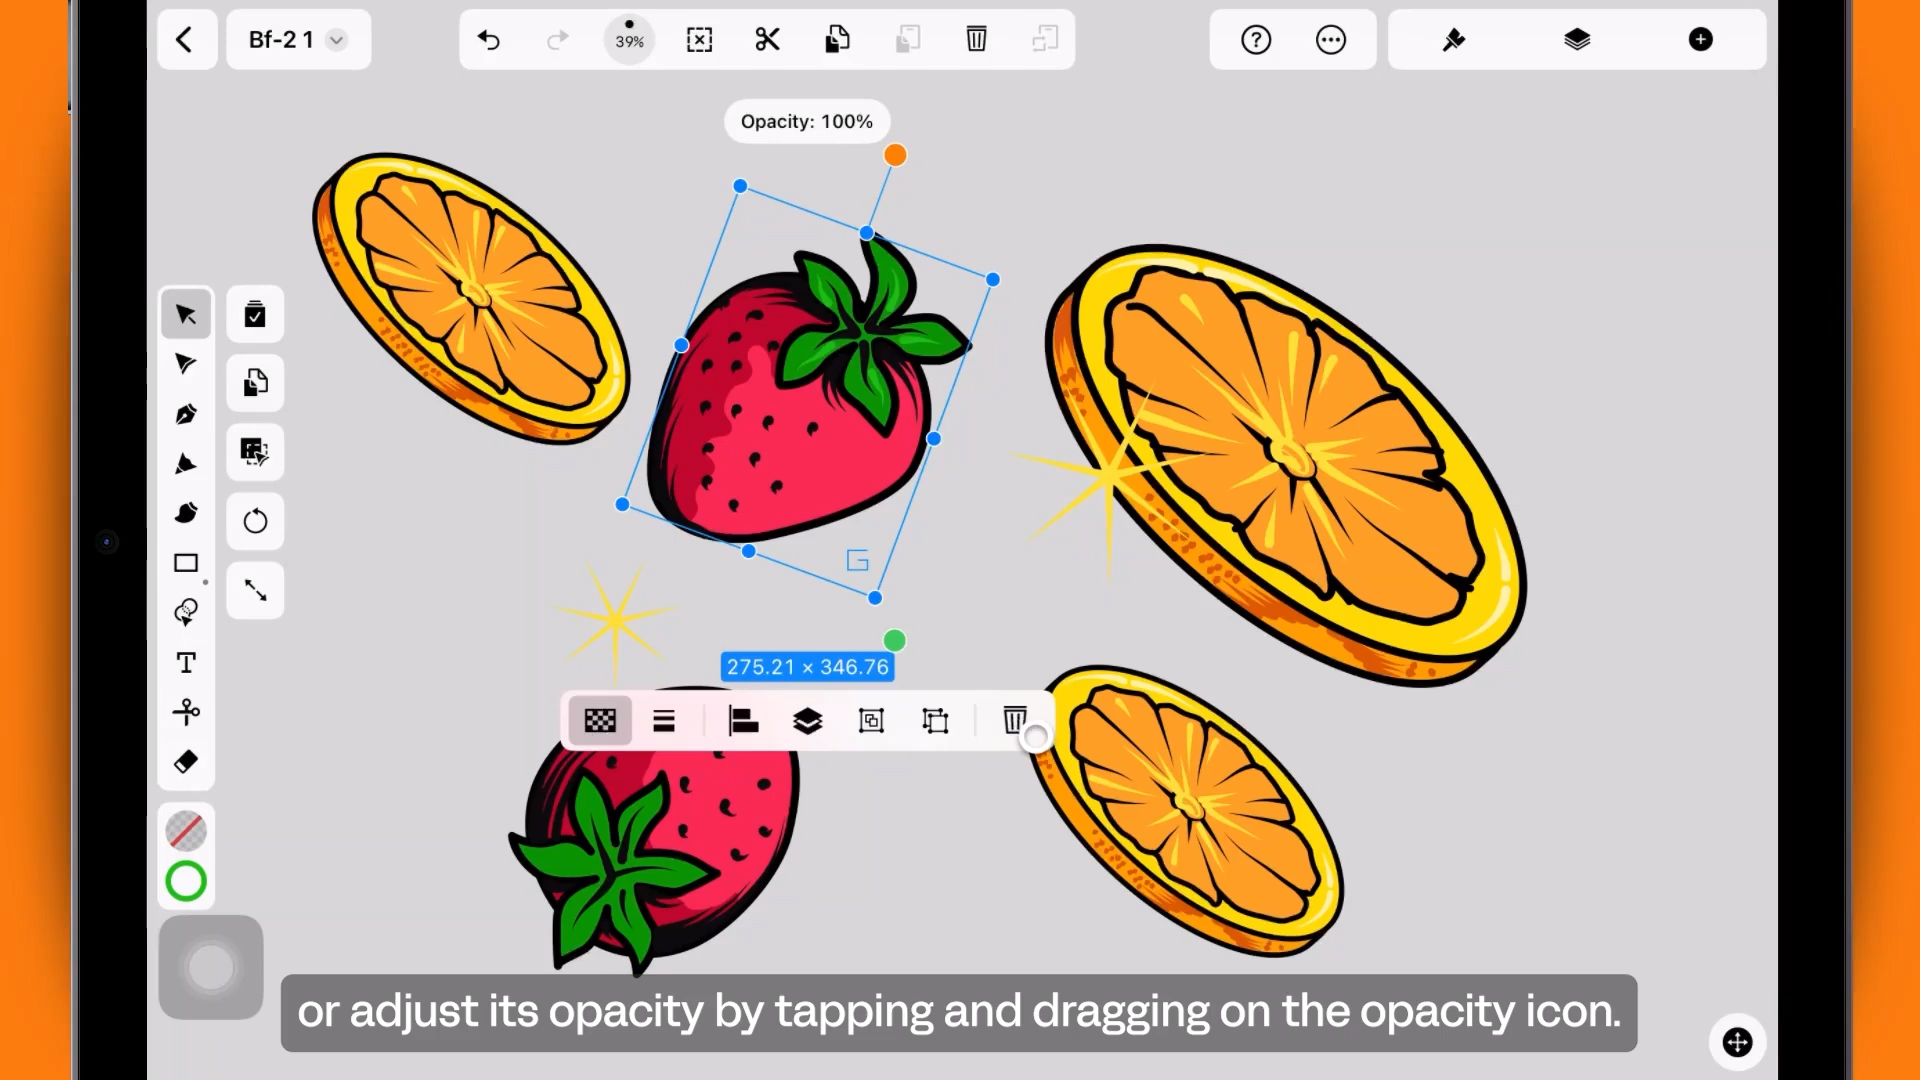 Bf-2 1
39%
Opacity: 100%
G
275.21 × 346.76
T
or adjust its opacity by tapping and dragging on the opacity icon.